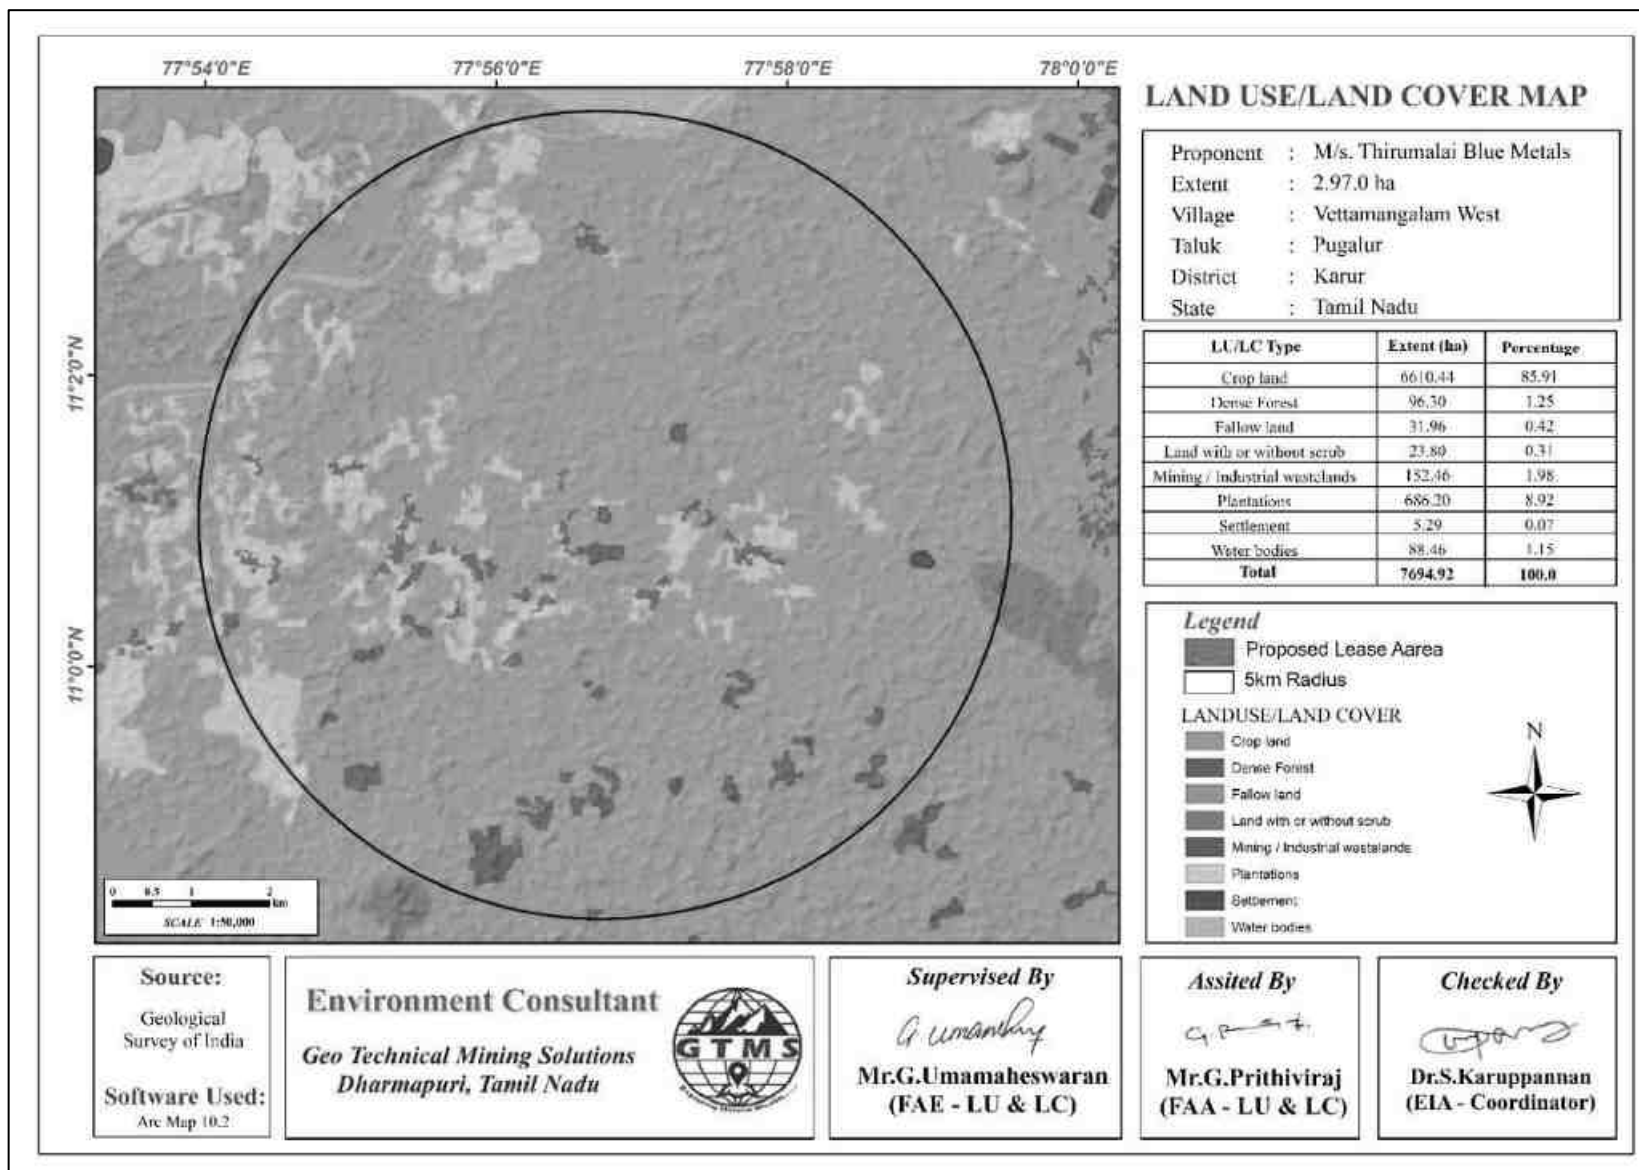 77°54'0"E 77°56'0"E 77°58'0"E 78°0'0"E
11°2'0"N
11°0'0"N
0 0.5 1 2
km
SCALE 1:50,000
LAND USE/LAND COVER MAP
Proponent : M/s. Thirumalai Blue Metals
Extent : 2.97.0 ha
Village : Vettamangalam West
Taluk : Pugalur
District : Karur
State : Tamil Nadu
LU/LC Type Extent (ha) Percentage
Crop land 6610.44 85.91
Dense Forest 96.30 1.25
Fallow land 31.96 0.42
Land with or without scrub 23.80 0.31
Mining / Industrial wastelands 152.46 1.98
Plantations 686.20 8.92
Settlement 5.29 0.07
Water bodies 88.46 1.15
Total 7694.92 100.0
Legend
Proposed Lease Aarea
5km Radius
LANDUSE/LAND COVER
Crop land
Dense Forest
Fallow land
Land with or without scrub
Mining / Industrial wastelands
Plantations
Settlement
Water bodies
N
Source:
Geological
Survey of India
Software Used:
Arc Map 10.2
Environment Consultant
Geo Technical Mining Solutions
Dharmapuri, Tamil Nadu
GTMS
Supervised By
G. Umamaheswaran
Mr.G.Umamaheswaran
(FAE - LU & LC)
Assited By
Mr.G.Prithiviraj
(FAA - LU & LC)
Checked By
Dr.S.Karuppannan
(EIA - Coordinator)